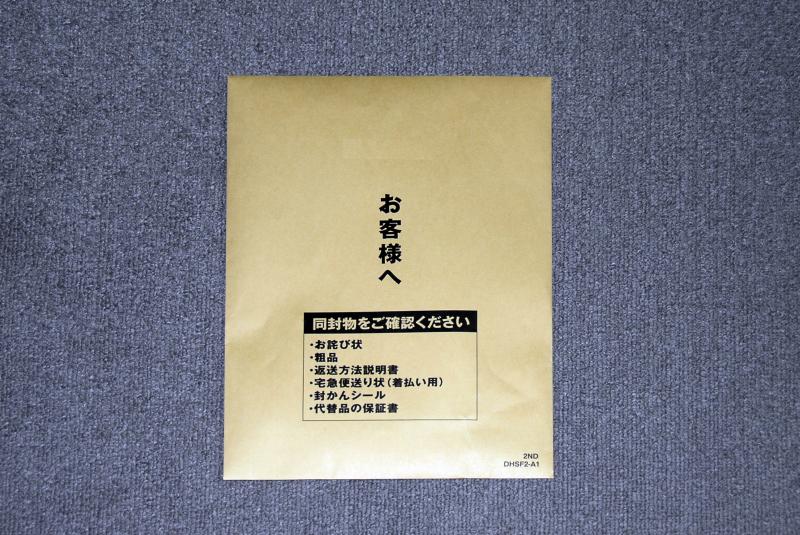 お客様へ
同封物をご確認ください
・お詫び状
・粗品
・返送方法説明書
・宅急便送り状(着払い用)
・封かんシール
・代替品の保証書
2ND
DHSF2-A1